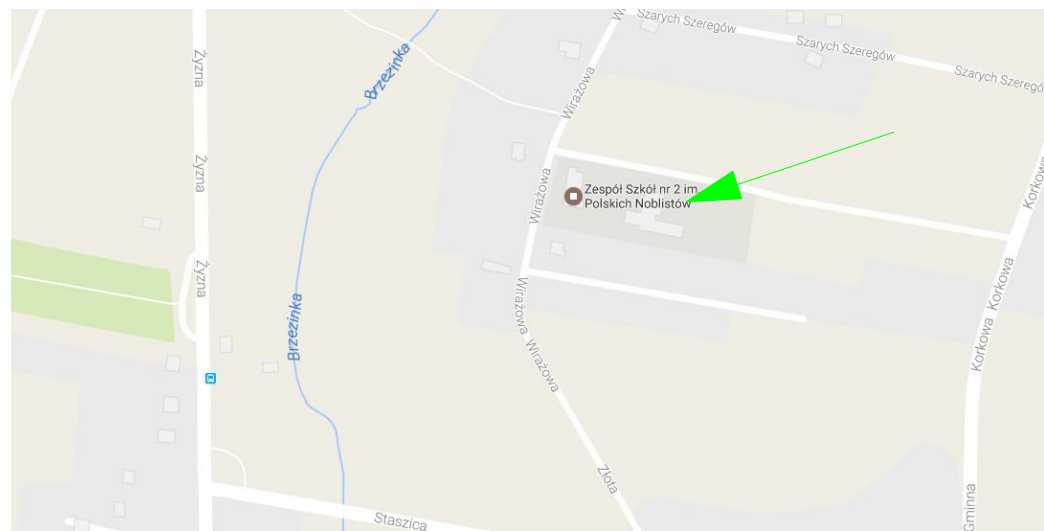 Szarych Szeregów
Szarych Szeregów
Szarych Szeregó
Wi
Wirażowa
Żyzna
Brzezinka
Żyzna
Wirażowa
Zespół Szkół nr 2 im.
Polskich Noblistów
Korkowa
Żyzna
Brzezinka
Wirażowa
Wirażowa
Korkowa
Korkowa
Złota
Gminna
Staszica